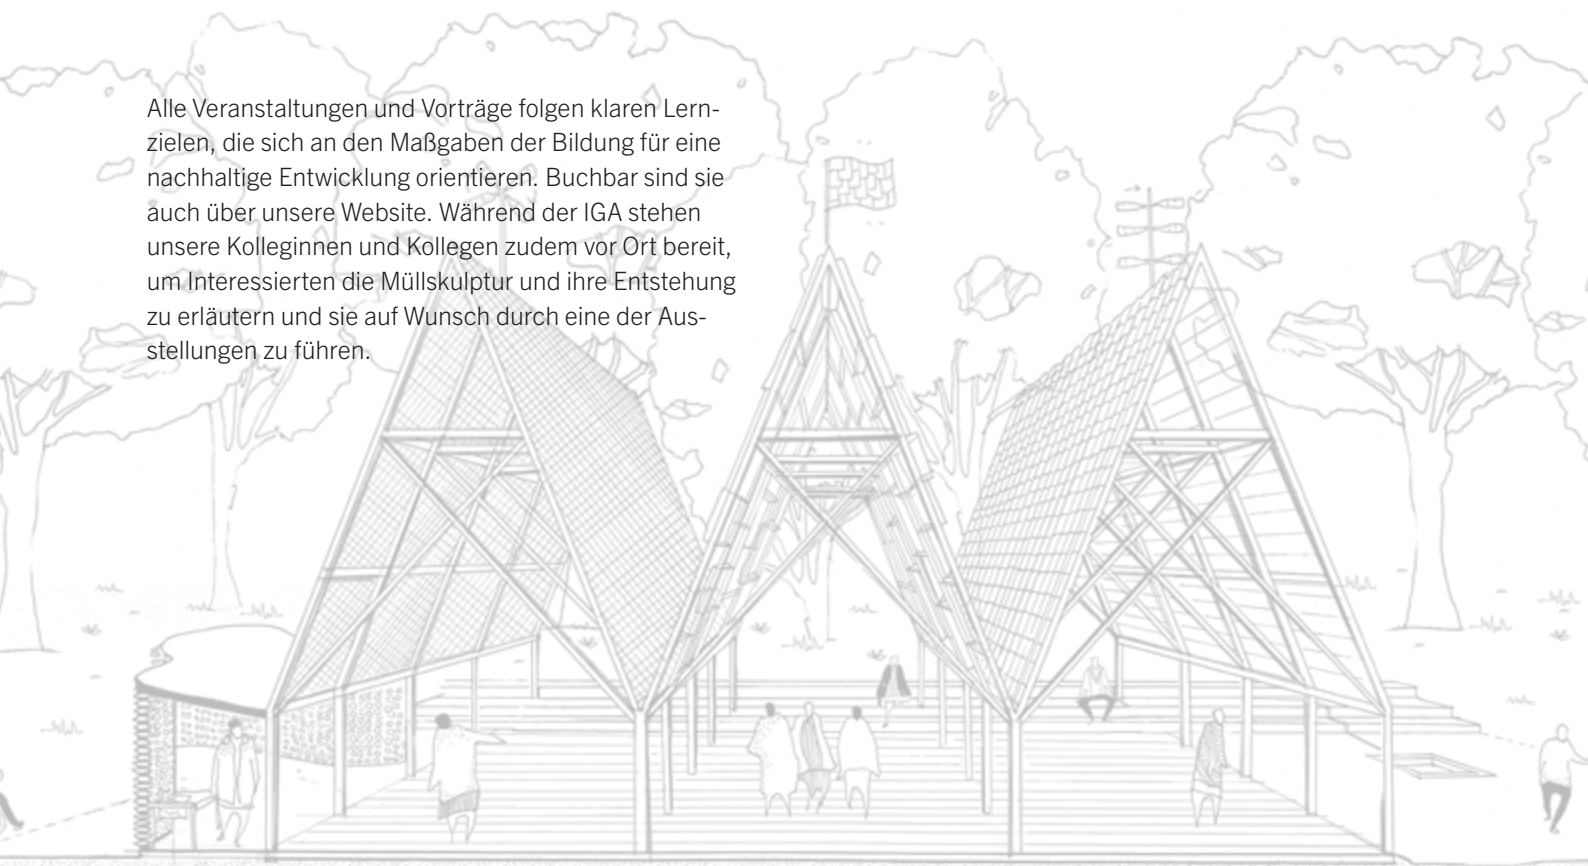 Alle Veranstaltungen und Vorträge folgen klaren Lern-
zielen, die sich an den Maßgaben der Bildung für eine
nachhaltige Entwicklung orientieren. Buchbar sind sie
auch über unsere Website. Während der IGA stehen
unsere Kolleginnen und Kollegen zudem vor Ort bereit,
um Interessierten die Müllskulptur und ihre Entstehung
zu erläutern und sie auf Wunsch durch eine der Aus-
stellungen zu führen.